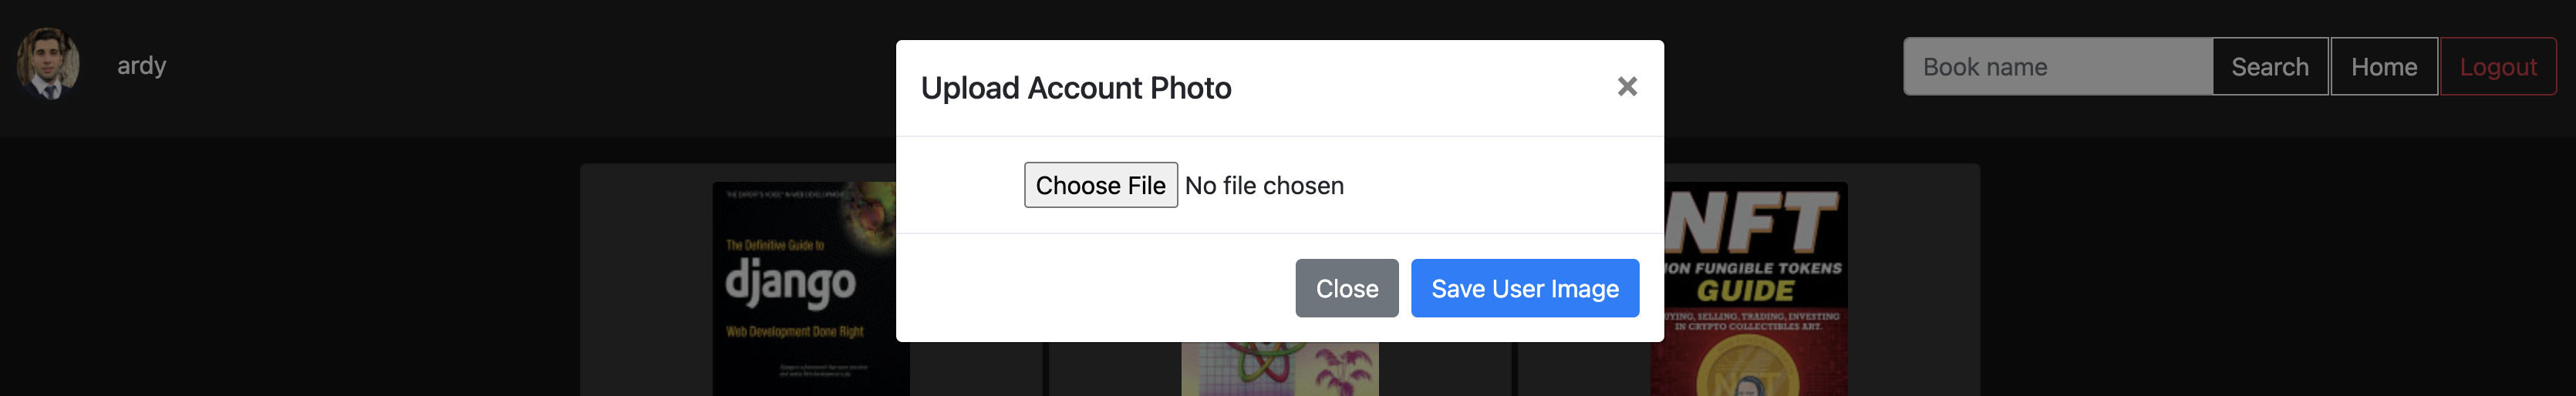 ardy
Upload Account Photo
×
Book name
Search
Home
Logout
Choose File No file chosen
Close
Save User Image
THE EXPERT'S VOICE® IN WEB DEVELOPMENT
The Definitive Guide to
django
Web Development Done Right
NFT
NON FUNGIBLE TOKENS
GUIDE
BUYING, SELLING, TRADING, INVESTING
IN CRYPTO COLLECTIBLES ART.